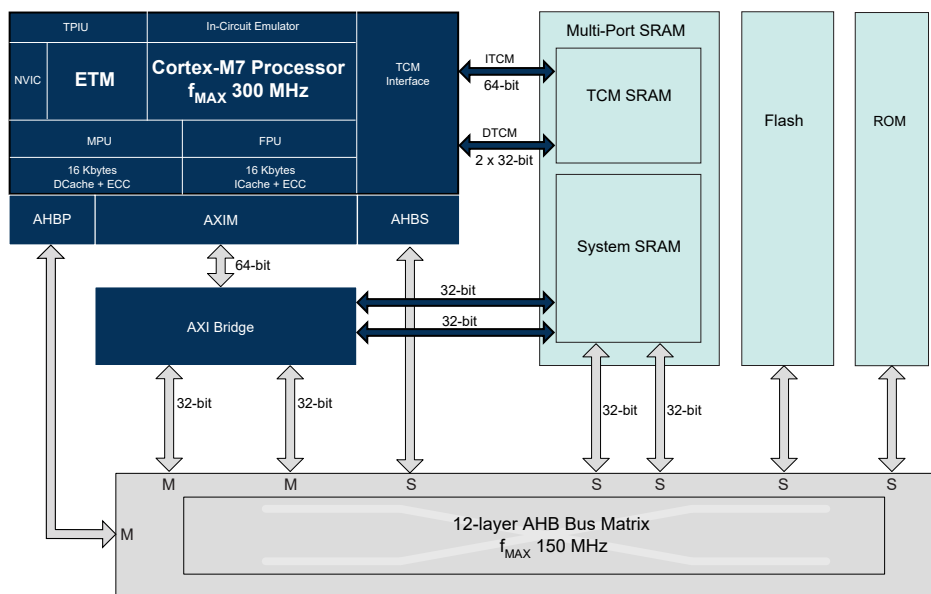 TPIU
In-Circuit Emulator
NVIC
ETM
Cortex-M7 Processor
fMAX 300 MHz
TCM
Interface
MPU
FPU
16 Kbytes
DCache + ECC
16 Kbytes
ICache + ECC
AHBP
AXIM
AHBS
ITCM
64-bit
DTCM
2 x 32-bit
Multi-Port SRAM
TCM SRAM
System SRAM
Flash
ROM
64-bit
AXI Bridge
32-bit
32-bit
32-bit
32-bit
32-bit
32-bit
M
M
S
S
S
S
S
M
12-layer AHB Bus Matrix
fMAX 150 MHz